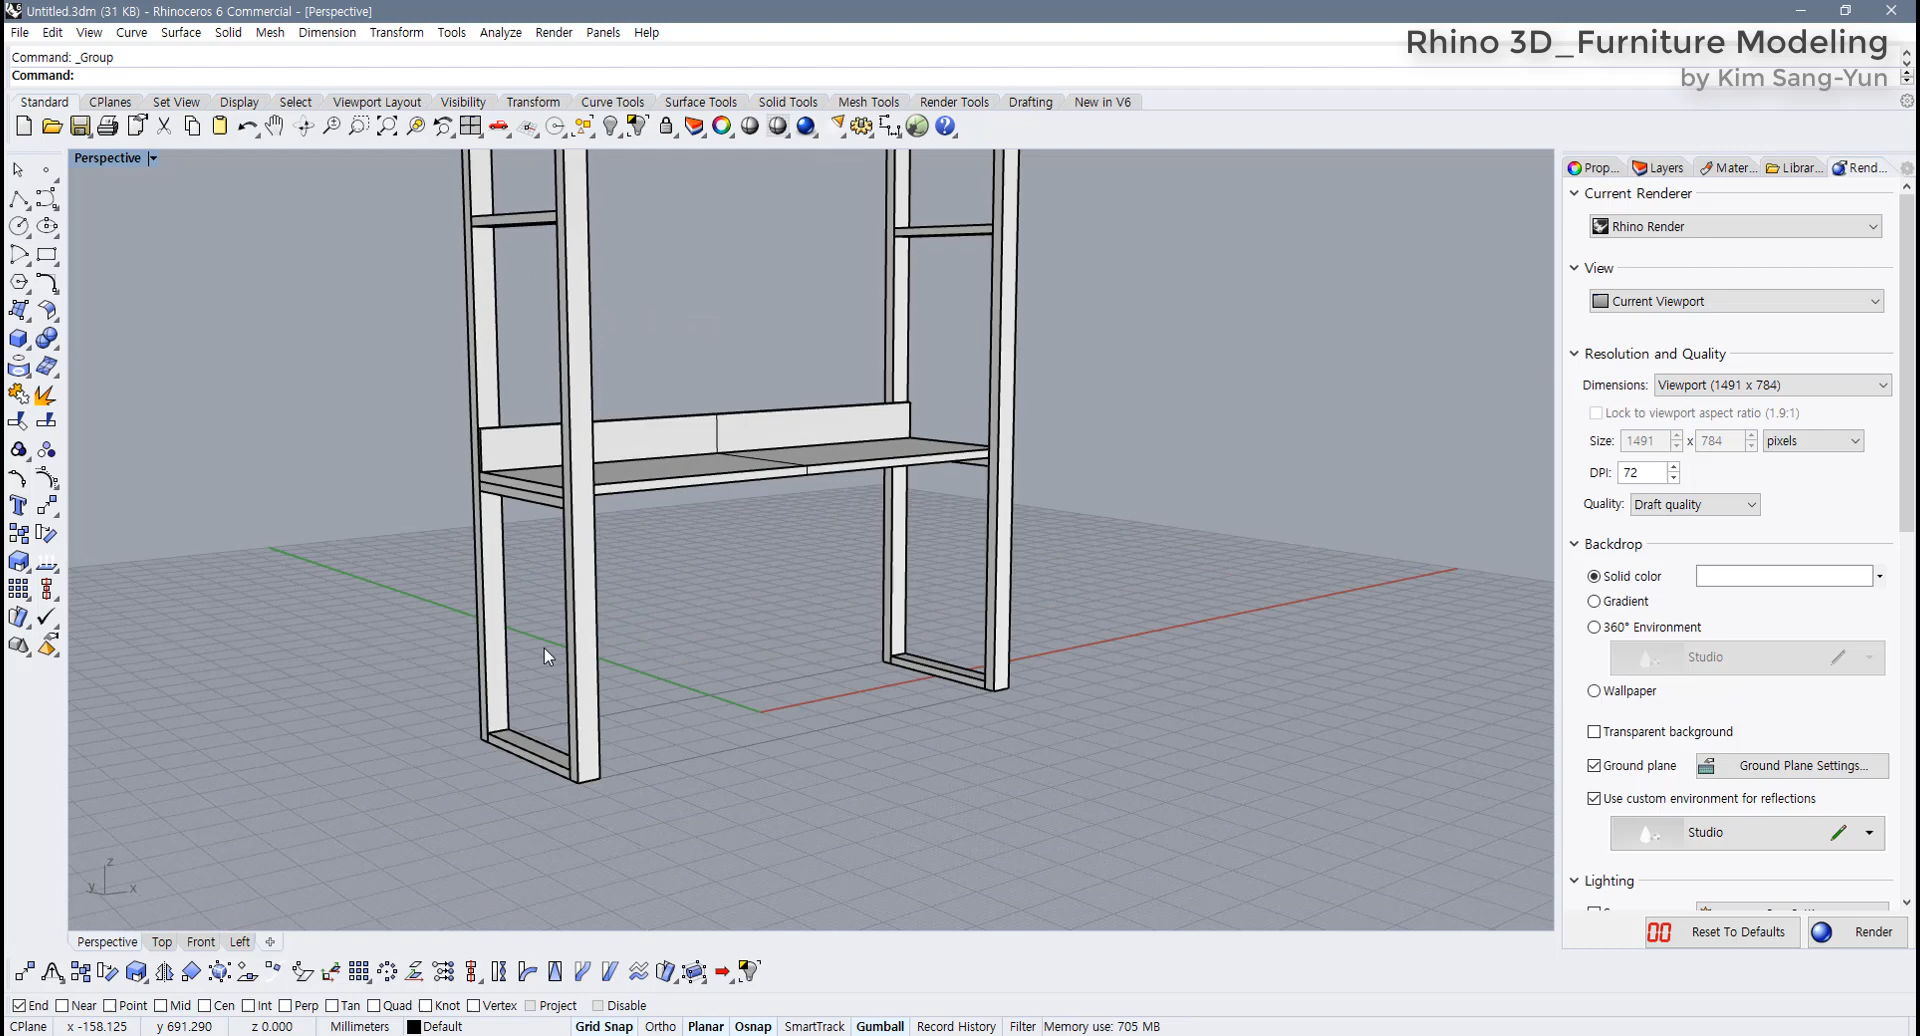 Untitled.3dm (31 KB) - Rhinoceros 6 Commercial - [Perspective]
File Edit View Curve Surface Solid Mesh Dimension Transform Tools Analyze Render Panels Help
Rhino 3D_Furniture Modeling
by Kim Sang-Yun
Command: _Group
Command:
Standard CPlanes Set View Display Select Viewport Layout Visibility Transform Curve Tools Surface Tools Solid Tools Mesh Tools Render Tools Drafting New in V6
Perspective
Prop... Layers Mater... Librar... Rend...
Current Renderer
Rhino Render
View
Current Viewport
Resolution and Quality
Dimensions: Viewport (1491 x 784)
Lock to viewport aspect ratio (1.9:1)
Size: 1491 x 784 pixels
DPI: 72
Quality: Draft quality
Backdrop
Solid color
Gradient
360° Environment
Studio
Wallpaper
Transparent background
Ground plane Ground Plane Settings...
Use custom environment for reflections
Studio
Lighting
Reset To Defaults Render
z
y x
Perspective Top Front Left
End Near Point Mid Cen Int Perp Tan Quad Knot Vertex Project Disable
CPlane x -158.125 y 691.290 z 0.000 Millimeters Default Grid Snap Ortho Planar Osnap SmartTrack Gumball Record History Filter Memory use: 705 MB